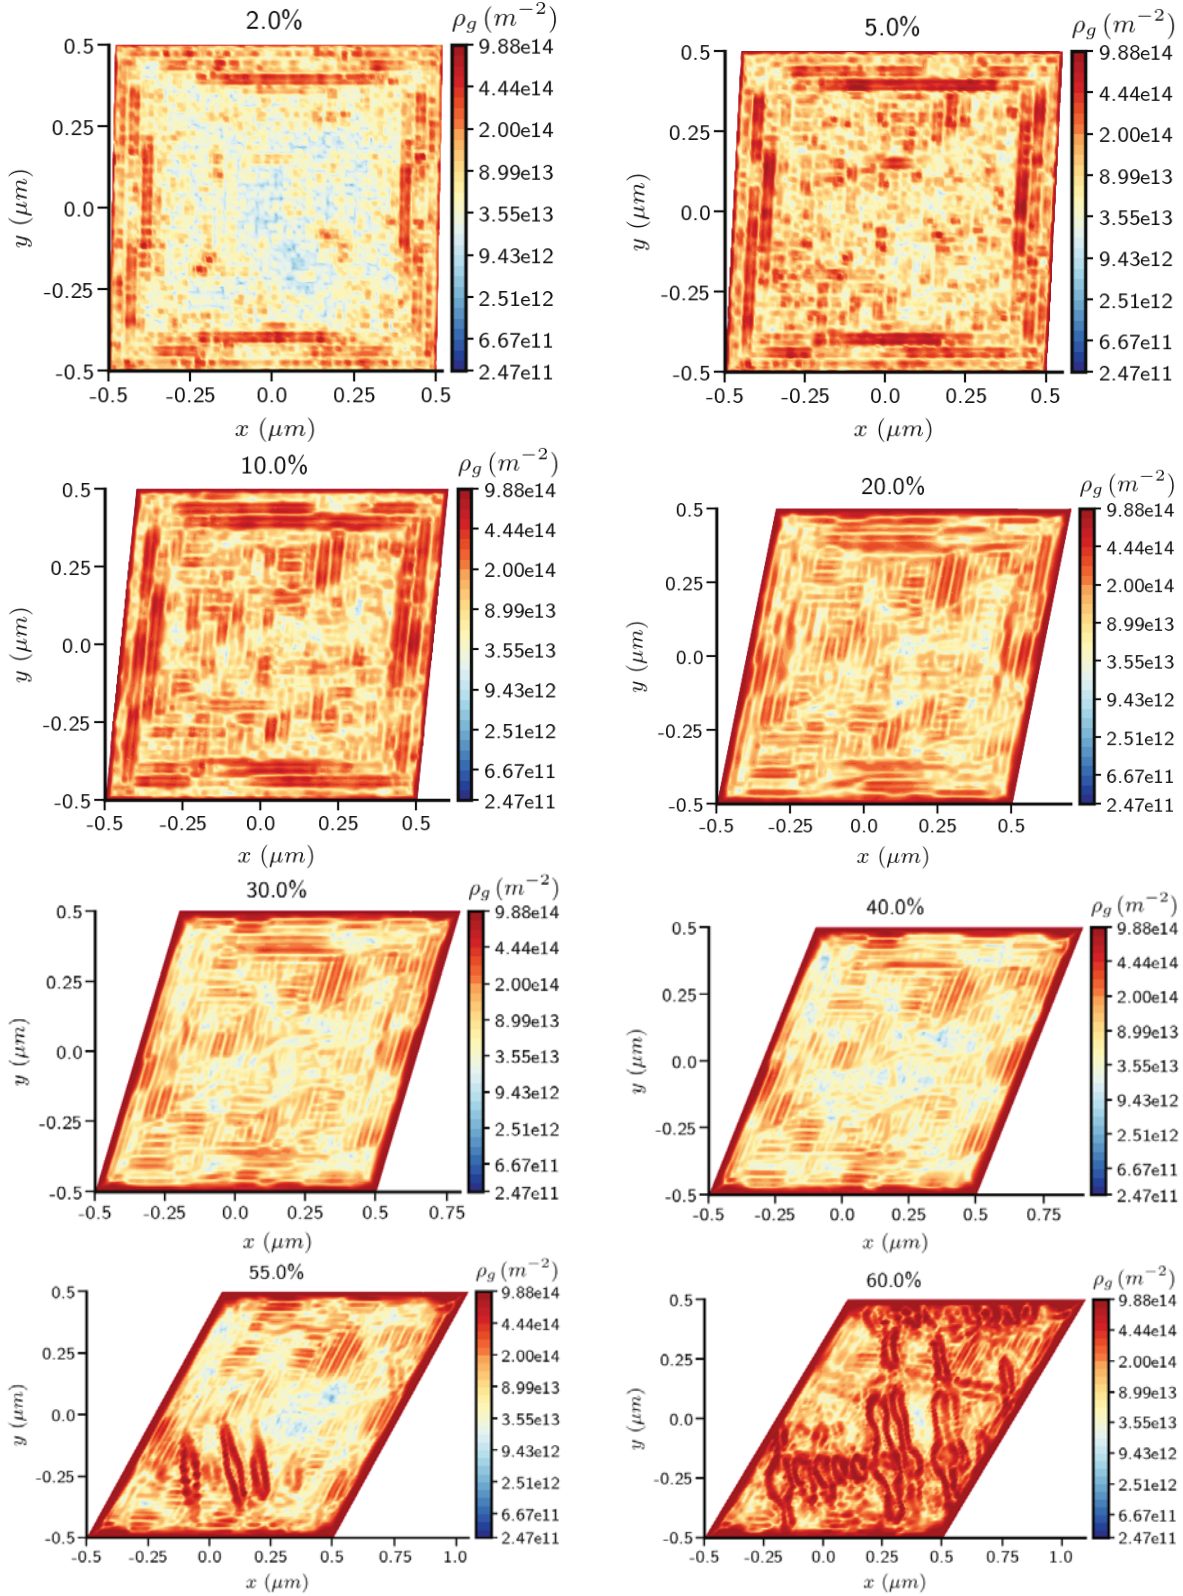 2.0%
ρ_g (m⁻²)
9.88e14
4.44e14
2.00e14
8.99e13
3.55e13
9.43e12
2.51e12
6.67e11
2.47e11
0.5
0.25
0.0
-0.25
-0.5
y (μm)
-0.5 -0.25 0.0 0.25 0.5
x (μm)
5.0%
ρ_g (m⁻²)
9.88e14
4.44e14
2.00e14
8.99e13
3.55e13
9.43e12
2.51e12
6.67e11
2.47e11
0.5
0.25
0.0
-0.25
-0.5
y (μm)
-0.5 -0.25 0.0 0.25 0.5
x (μm)
10.0%
ρ_g (m⁻²)
9.88e14
4.44e14
2.00e14
8.99e13
3.55e13
9.43e12
2.51e12
6.67e11
2.47e11
0.5
0.25
0.0
-0.25
-0.5
y (μm)
-0.5 -0.25 0.0 0.25 0.5
x (μm)
20.0%
ρ_g (m⁻²)
9.88e14
4.44e14
2.00e14
8.99e13
3.55e13
9.43e12
2.51e12
6.67e11
2.47e11
0.5
0.25
0.0
-0.25
-0.5
y (μm)
-0.5 -0.25 0.0 0.25 0.5
x (μm)
30.0%
ρ_g (m⁻²)
9.88e14
4.44e14
2.00e14
8.99e13
3.55e13
9.43e12
2.51e12
6.67e11
2.47e11
0.5
0.25
0.0
-0.25
-0.5
y (μm)
-0.5 -0.25 0.0 0.25 0.5 0.75
x (μm)
40.0%
ρ_g (m⁻²)
9.88e14
4.44e14
2.00e14
8.99e13
3.55e13
9.43e12
2.51e12
6.67e11
2.47e11
0.5
0.25
0.0
-0.25
-0.5
y (μm)
-0.5 -0.25 0.0 0.25 0.5 0.75
x (μm)
55.0%
ρ_g (m⁻²)
9.88e14
4.44e14
2.00e14
8.99e13
3.55e13
9.43e12
2.51e12
6.67e11
2.47e11
0.5
0.25
0.0
-0.25
-0.5
y (μm)
-0.5 -0.25 0.0 0.25 0.5 0.75 1.0
x (μm)
60.0%
ρ_g (m⁻²)
9.88e14
4.44e14
2.00e14
8.99e13
3.55e13
9.43e12
2.51e12
6.67e11
2.47e11
0.5
0.25
0.0
-0.25
-0.5
y (μm)
-0.5 -0.25 0.0 0.25 0.5 0.75 1.0
x (μm)